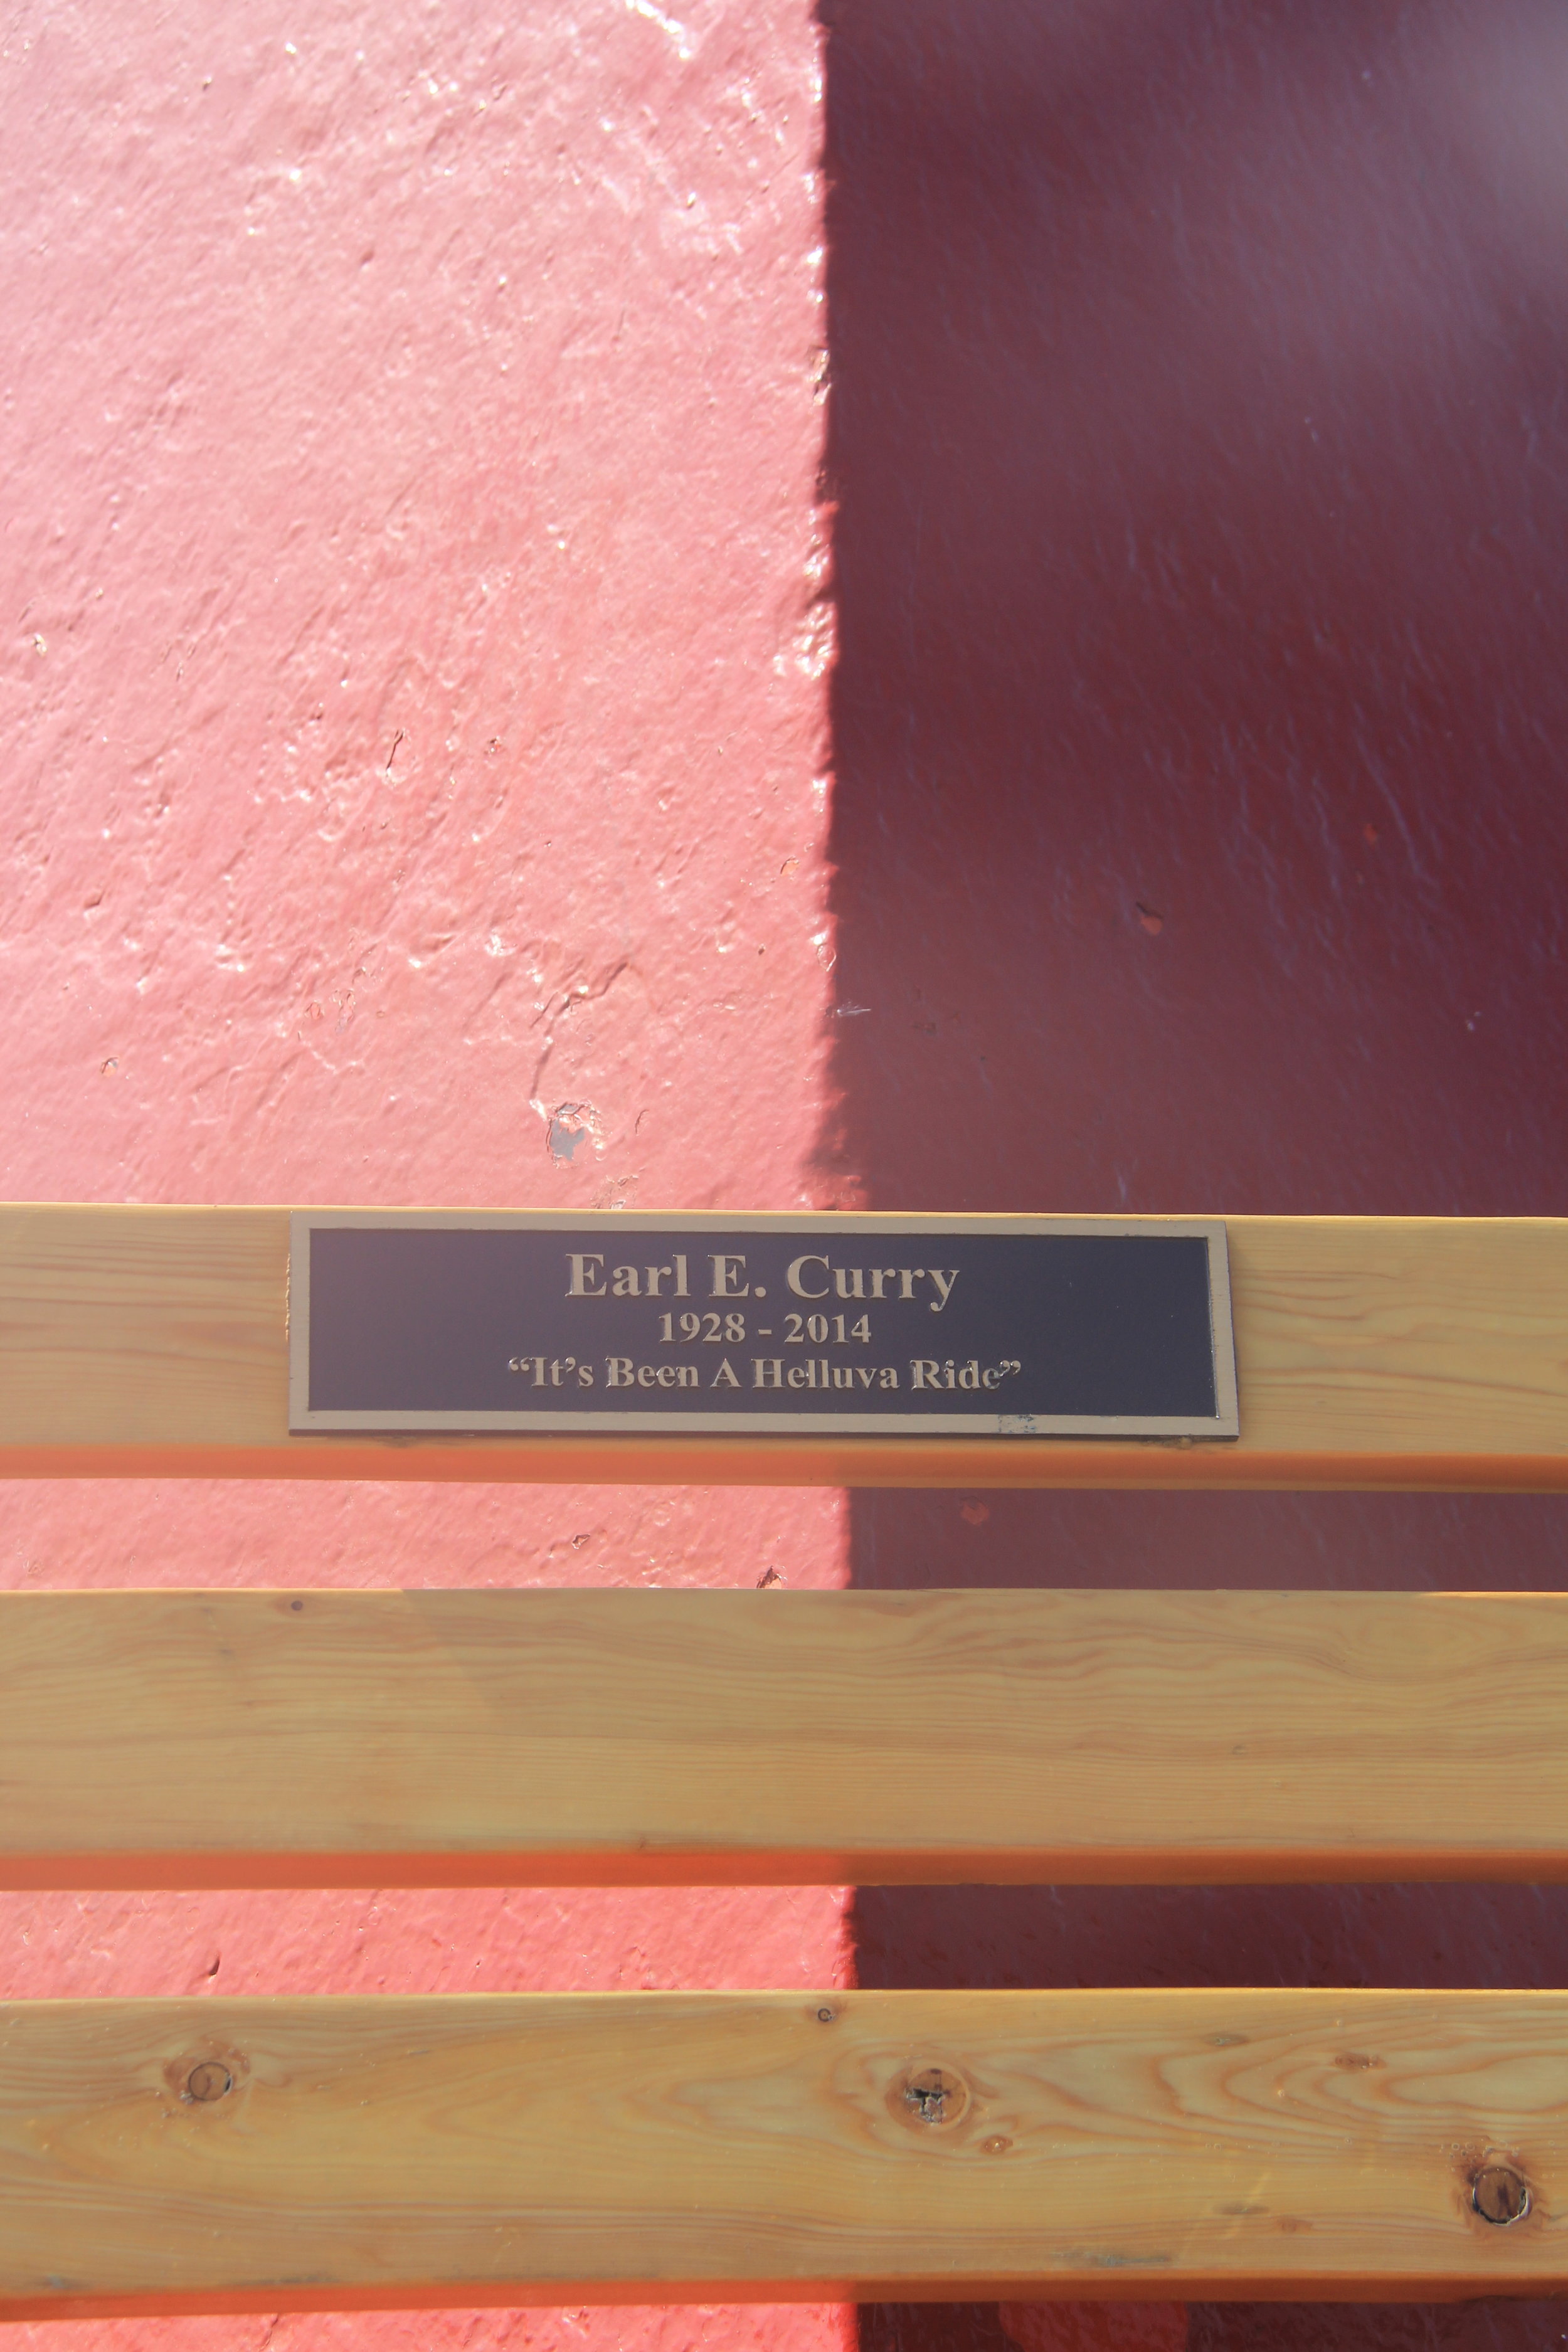 Earl E. Curry
1928 - 2014
“It’s Been A Helluva Ride”